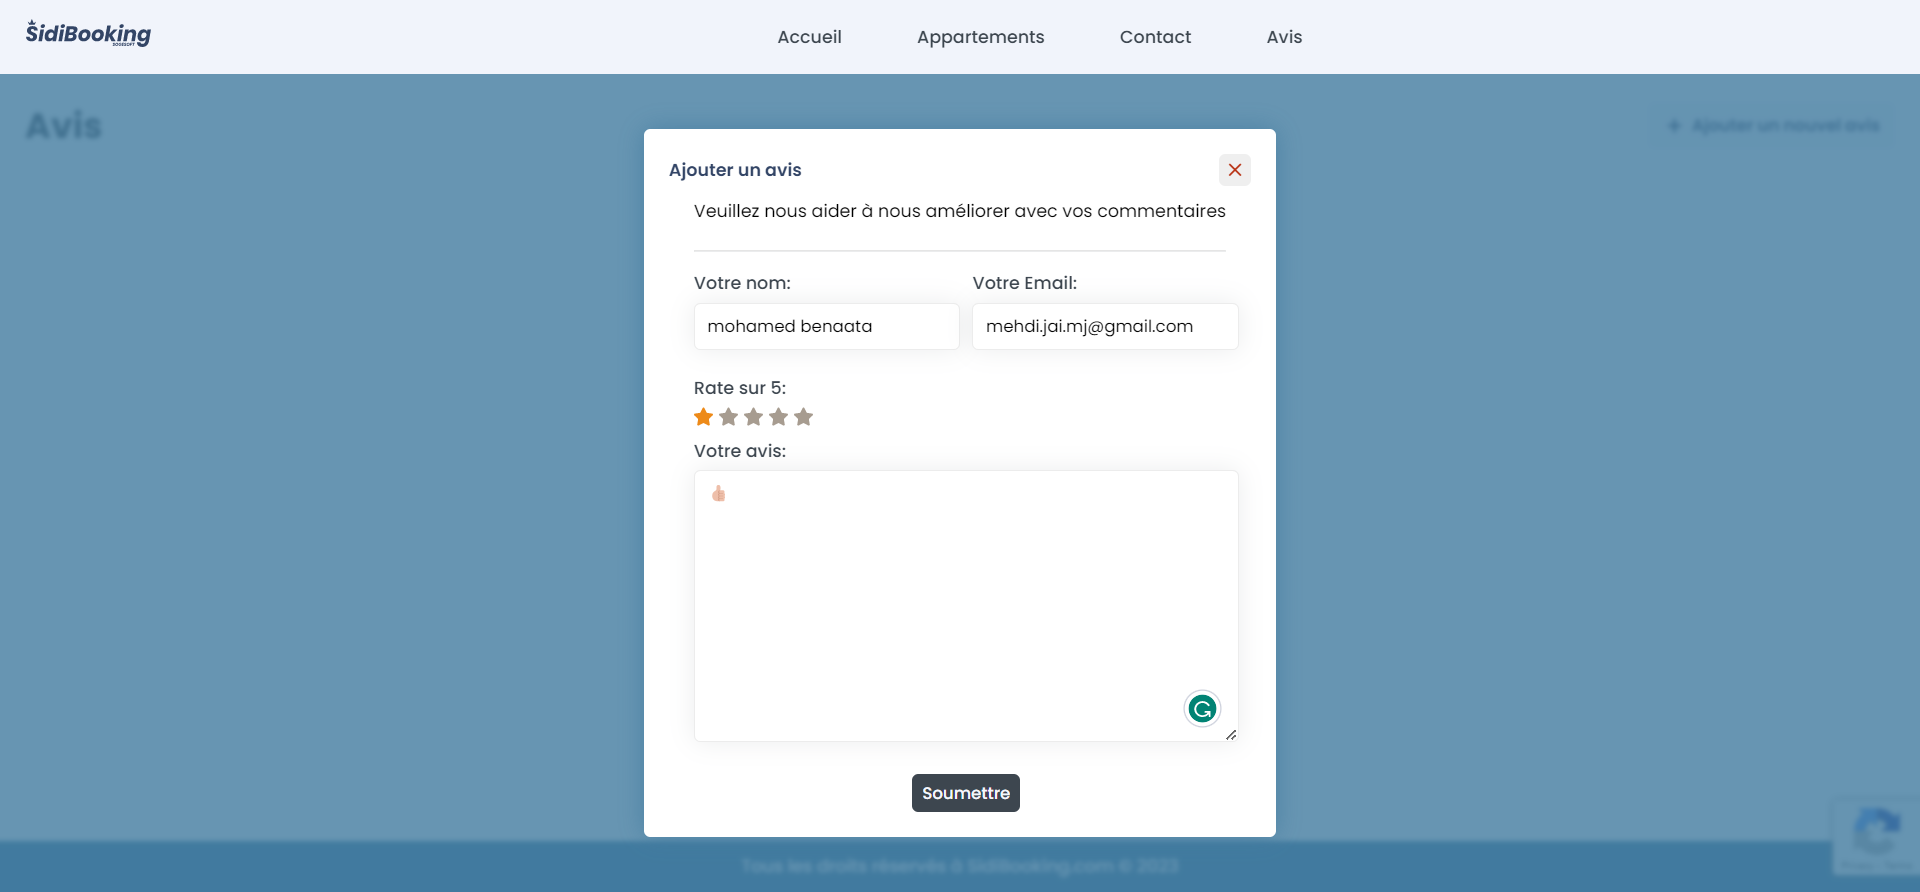 SidiBooking
SOGESOFT
Accueil
Appartements
Contact
Avis
Avis
+ Ajouter un nouvel avis
Ajouter un avis
Veuillez nous aider à nous améliorer avec vos commentaires
Votre nom:
Votre Email:
mohamed benaata
mehdi.jai.mj@gmail.com
Rate sur 5:
Votre avis:
👍🏻
Soumettre
Tous les droits réservés à SidiBooking.com © 2023